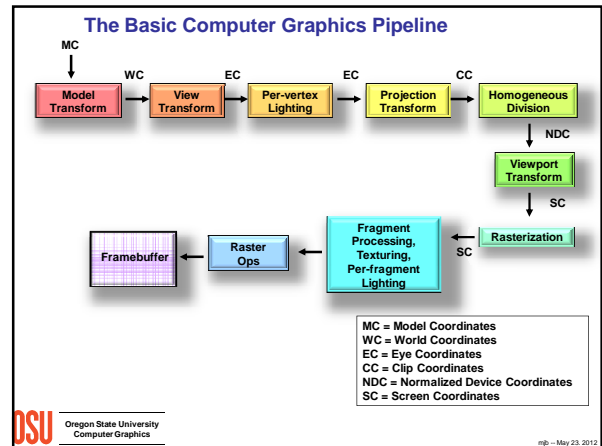 The Basic Computer Graphics Pipeline
MC
WC
EC
EC
CC
Model
Transform
View
Transform
Per-vertex
Lighting
Projection
Transform
Homogeneous
Division
NDC
Viewport
Transform
SC
Rasterization
SC
Fragment
Processing,
Texturing,
Per-fragment
Lighting
Raster
Ops
Framebuffer
MC = Model Coordinates
WC = World Coordinates
EC = Eye Coordinates
CC = Clip Coordinates
NDC = Normalized Device Coordinates
SC = Screen Coordinates
OSU
Oregon State University
Computer Graphics
mjb -- May 23, 2012